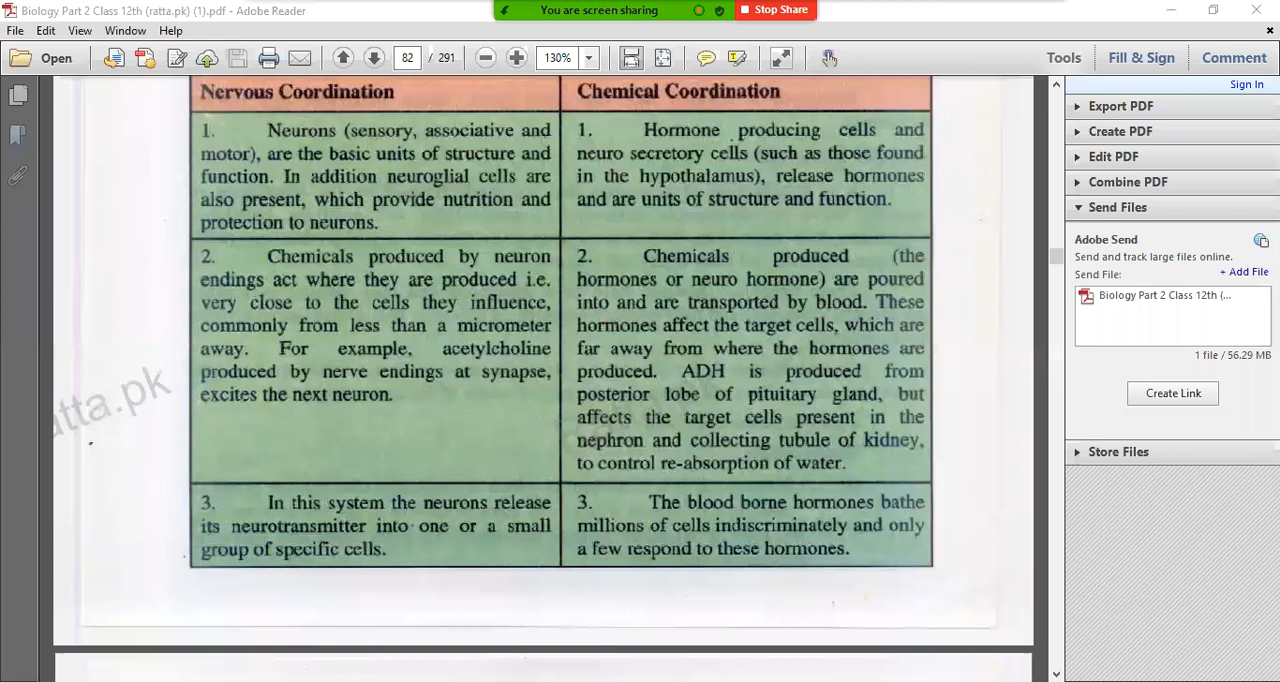 Biology Part 2 Class 12th (ratta.pk) (1).pdf - Adobe Reader
You are screen sharing
Stop Share
File Edit View Window Help
Open
82 / 291
130%
Tools
Fill & Sign
Comment
Nervous Coordination
1. Neurons (sensory, associative and
motor), are the basic units of structure and
function. In addition neuroglial cells are
also present, which provide nutrition and
protection to neurons.
2. Chemicals produced by neuron
endings act where they are produced i.e.
very close to the cells they influence,
commonly from less than a micrometer
away. For example, acetylcholine
produced by nerve endings at synapse,
excites the next neuron.
3. In this system the neurons release
its neurotransmitter into one or a small
group of specific cells.
Chemical Coordination
1. Hormone producing cells and
neuro secretory cells (such as those found
in the hypothalamus), release hormones
and are units of structure and function.
2. Chemicals produced (the
hormones or neuro hormone) are poured
into and are transported by blood. These
hormones affect the target cells, which are
far away from where the hormones are
produced. ADH is produced from
posterior lobe of pituitary gland, but
affects the target cells present in the
nephron and collecting tubule of kidney,
to control re-absorption of water.
3. The blood borne hormones bathe
millions of cells indiscriminately and only
a few respond to these hormones.
atta.pk
Sign In
Export PDF
Create PDF
Edit PDF
Combine PDF
Send Files
Adobe Send
Send and track large files online.
Send File:
+ Add File
Biology Part 2 Class 12th (...
1 file / 56.29 MB
Create Link
Store Files